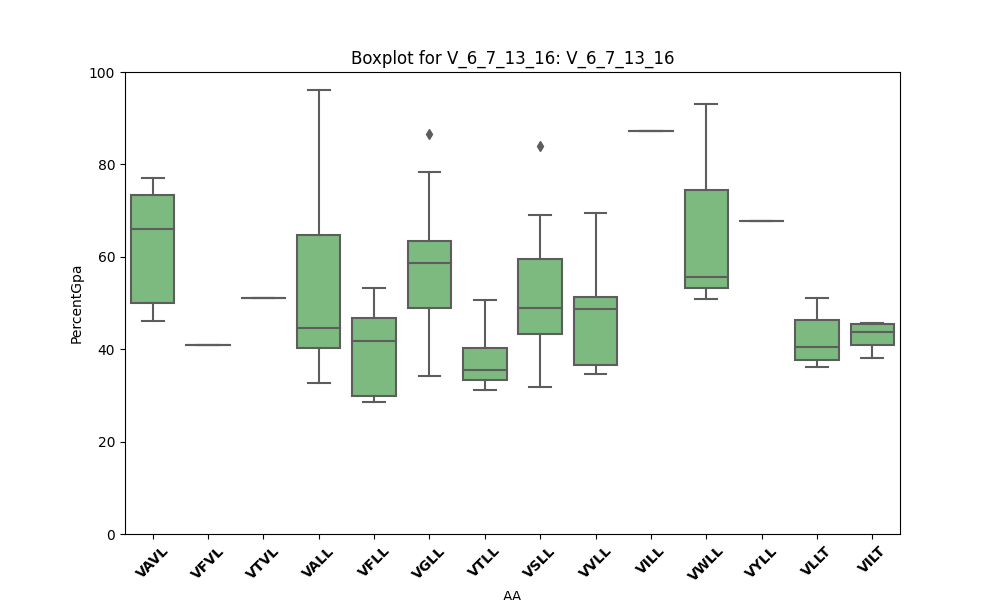 Boxplot for V_6_7_13_16: V_6_7_13_16
100
80
60
40
20
0
PercentGpa
VAVL VFVL VTVL VALL VFLL VGLL VTLL VSLL VVLL VILL VWLL VYLL VLLT VILT
AA